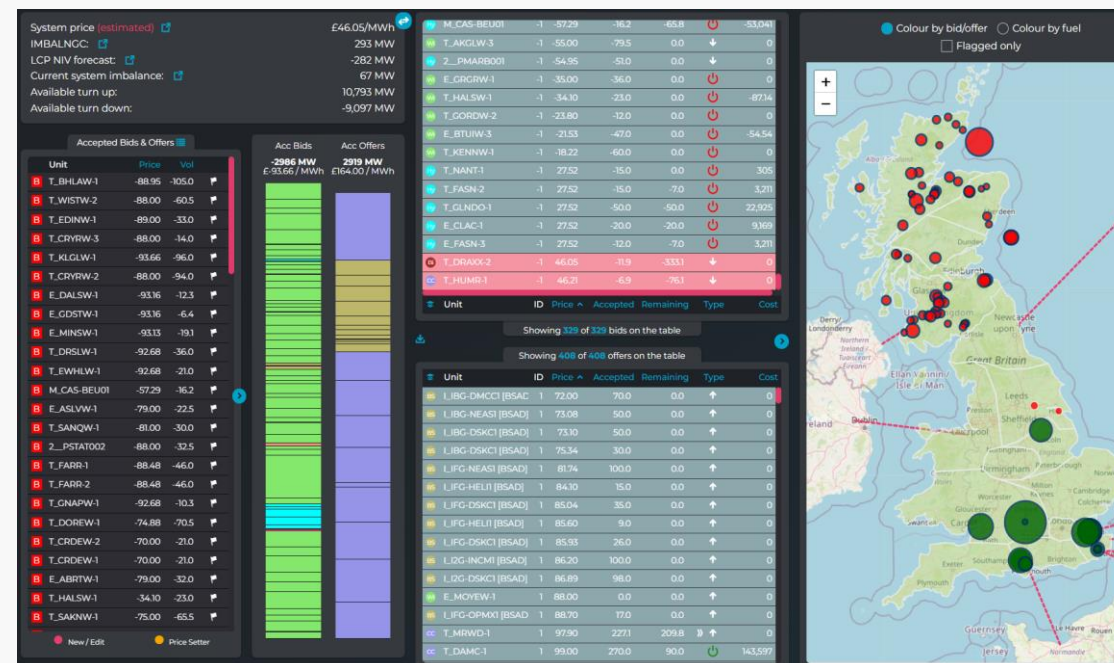 System price (estimated) £46.05/MWh
IMBALNGC: 293 MW
LCP NIV forecast: -282 MW
Current system imbalance: 67 MW
Available turn up: 10,793 MW
Available turn down: -9,097 MW
Accepted Bids & Offers
Unit Price Vol
B T_BHLAW-1 -88.95 -105.0
B T_WISTW-2 -88.00 -60.5
B T_EDINW-1 -89.00 -33.0
B T_CRYRW-3 -88.00 -14.0
B T_KLGLW-1 -93.66 -96.0
B T_CRYRW-2 -88.00 -94.0
B E_DALSW-1 -93.16 -12.3
B E_GDSTW-1 -93.16 -6.4
B E_MINSW-1 -93.13 -19.1
B T_DRSLW-1 -92.68 -36.0
B T_EWHLW-1 -92.68 -21.0
B M_CAS-BEU01 -57.29 -16.2
B E_ASLVW-1 -79.00 -22.5
B T_SANQW-1 -81.00 -30.0
B 2__PSTAT002 -88.00 -32.5
B T_FARR-1 -88.48 -46.0
B T_FARR-2 -88.48 -46.0
B T_GNAPW-1 -92.68 -10.3
B T_DOREW-1 -74.88 -70.5
B T_CRDEW-2 -70.00 -21.0
B T_CRDEW-1 -70.00 -21.0
B E_ABRTW-1 -79.00 -32.0
B T_HALSW-1 -34.10 -23.0
B T_SAKNW-1 -75.00 -65.5
New / Edit Price Setter
Acc Bids Acc Offers
-2986 MW 2919 MW
£-93.66 / MWh £164.00 / MWh
M_CAS-BEU01 -1 -57.29 -16.2 -65.8 -53,041
T_AKGLW-3 -1 -55.00 -79.5 0.0 0
2__PMARB001 -1 -54.95 -51.0 0.0 0
E_GRGRW-1 -1 -35.00 -36.0 0.0 0
T_HALSW-1 -1 -34.10 -23.0 0.0 -87.14
T_GORDW-2 -1 -23.80 -12.0 0.0 0
E_BTUIW-3 -1 -21.53 -47.0 0.0 -54.54
T_KENNW-1 -1 -18.22 -60.0 0.0 0
T_NANT-1 -1 27.52 -15.0 0.0 305
T_FASN-2 -1 27.52 -15.0 -7.0 3,211
T_GLNDO-1 -1 27.52 -50.0 -50.0 22,925
E_CLAC-1 -1 27.52 -20.0 -20.0 9,169
E_FASN-3 -1 27.52 -12.0 -7.0 3,211
T_DRAXX-2 -1 46.05 -11.9 -333.1 0
CC T_HUMR-1 -1 46.21 -6.9 -76.1 0
Unit ID Price Accepted Remaining Type Cost
Showing 329 of 329 bids on the table
Showing 408 of 408 offers on the table
Unit ID Price Accepted Remaining Type Cost
I_IBG-DMCC1 [BSAC 1 72.00 70.0 0.0 0
I_IBG-NEAS1 [BSAD] 1 73.08 50.0 0.0 0
I_IBG-DSKC1 [BSAD] 1 73.10 50.0 0.0 0
I_IBG-DSKC1 [BSAD] 1 75.34 30.0 0.0 0
I_IFG-NEAS1 [BSAD] 1 81.74 100.0 0.0 0
I_IFG-HELI1 [BSAD] 1 84.10 15.0 0.0 0
I_IFG-DSKC1 [BSAD] 1 85.04 35.0 0.0 0
I_IFG-HELI1 [BSAD] 1 85.60 9.0 0.0 0
I_IFG-DSKC1 [BSAD] 1 85.93 26.0 0.0 0
I_I2G-INCM1 [BSAD] 1 86.20 100.0 0.0 0
I_I2G-DSKC1 [BSAD] 1 86.89 98.0 0.0 0
E_MOYEW-1 1 88.00 0.0 0.0 0
I_IFG-OPMX1 [BSAD 1 88.70 17.0 0.0 0
CC T_MRWD-1 1 97.90 227.1 209.8 0
CC T_DAMC-1 1 99.00 270.0 90.0 143,597
Colour by bid/offer Colour by fuel
Flagged only
+
−
Dundee
Edinburgh
Derry/
Londonderry
Northern
Ireland
Newcastle
upon Tyne
Great Britain
Isle of Man
Leeds
Preston
Sheffield
Dublin
Liverpool
England
Birmingham
Peterborough
Milton
Keynes
Cambridge
Colchester
Worcester
Gloucester
Exeter
Southampton
Brighton
Plymouth
Guernsey
Jersey
Le Havre Rouen
Normandie